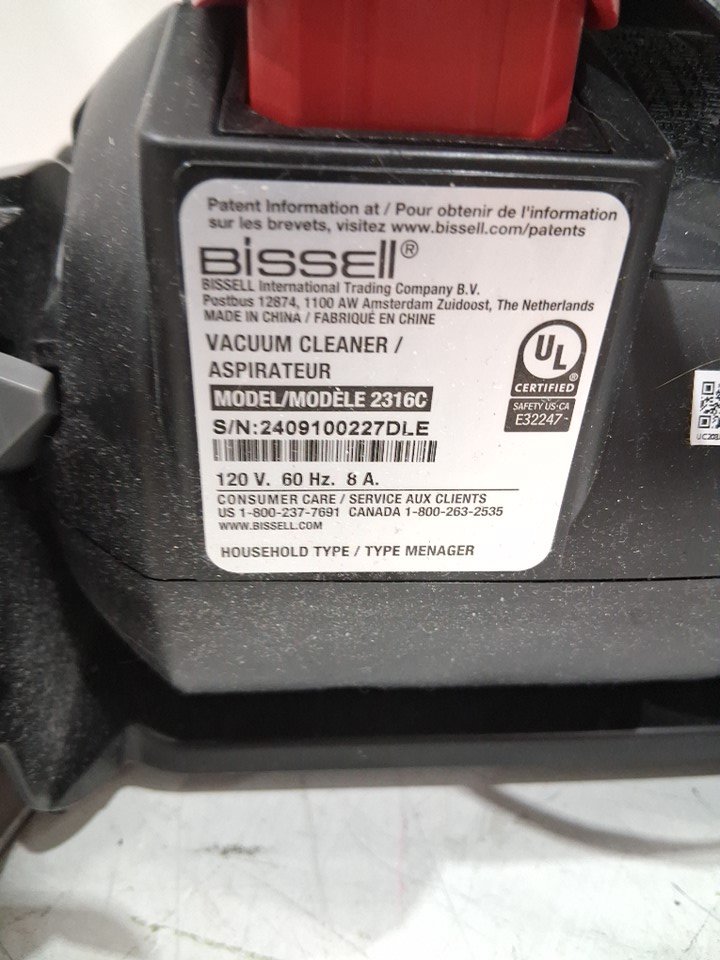 Patent Information at / Pour obtenir de l'information
sur les brevets, visitez www.bissell.com/patents
BISSELL®
BISSELL International Trading Company B.V.
Postbus 12874, 1100 AW Amsterdam Zuidoost, The Netherlands
MADE IN CHINA / FABRIQUÉ EN CHINE
VACUUM CLEANER /
ASPIRATEUR
UL
CERTIFIED
SAFETY US·CA
E32247
MODEL/MODÈLE 2316C
S/N:2409100227DLE
120 V. 60 Hz. 8 A.
CONSUMER CARE / SERVICE AUX CLIENTS
US 1-800-237-7691 CANADA 1-800-263-2535
WWW.BISSELL.COM
HOUSEHOLD TYPE / TYPE MENAGER